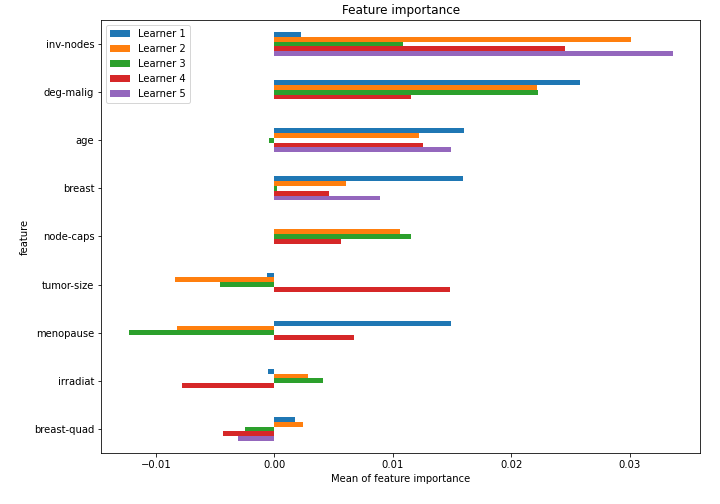 Feature importance
Learner 1
Learner 2
Learner 3
Learner 4
Learner 5
inv-nodes
deg-malig
age
breast
node-caps
tumor-size
menopause
irradiat
breast-quad
feature
−0.01 0.00 0.01 0.02 0.03
Mean of feature importance